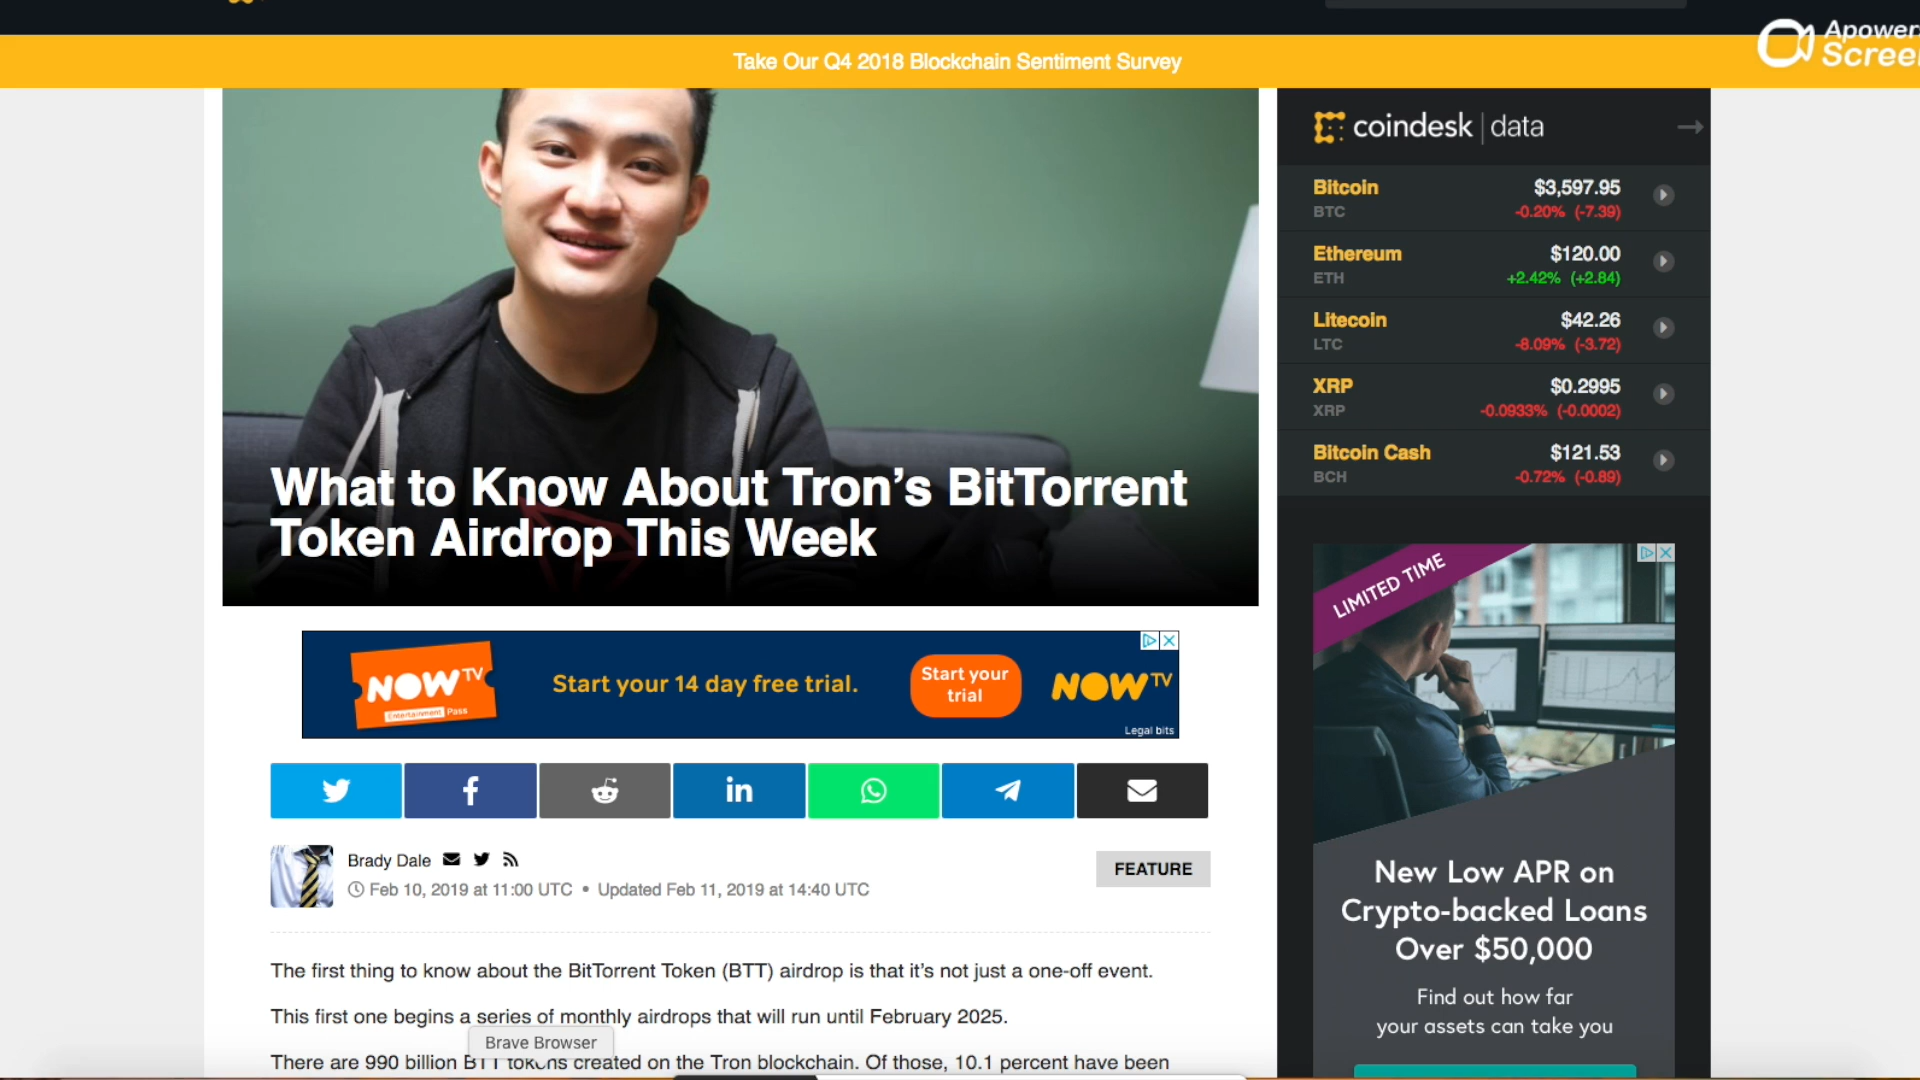 Apower
Screen
Take Our Q4 2018 Blockchain Sentiment Survey
coindesk | data
Bitcoin $3,597.95
BTC -0.20% (-7.39)
Ethereum $120.00
ETH +2.42% (+2.84)
Litecoin $42.26
LTC -8.09% (-3.72)
XRP $0.2995
XRP -0.0933% (-0.0002)
Bitcoin Cash $121.53
BCH -0.72% (-0.89)
What to Know About Tron’s BitTorrent
Token Airdrop This Week
NOW TV
Entertainment Pass
Start your 14 day free trial.
Start your
trial
NOW TV
Legal bits
Brady Dale
Feb 10, 2019 at 11:00 UTC • Updated Feb 11, 2019 at 14:40 UTC
FEATURE
The first thing to know about the BitTorrent Token (BTT) airdrop is that it’s not just a one-off event.
This first one begins a series of monthly airdrops that will run until February 2025.
Brave Browser
There are 990 billion BTT tokens created on the Tron blockchain. Of those, 10.1 percent have been
LIMITED TIME
New Low APR on
Crypto-backed Loans
Over $50,000
Find out how far
your assets can take you